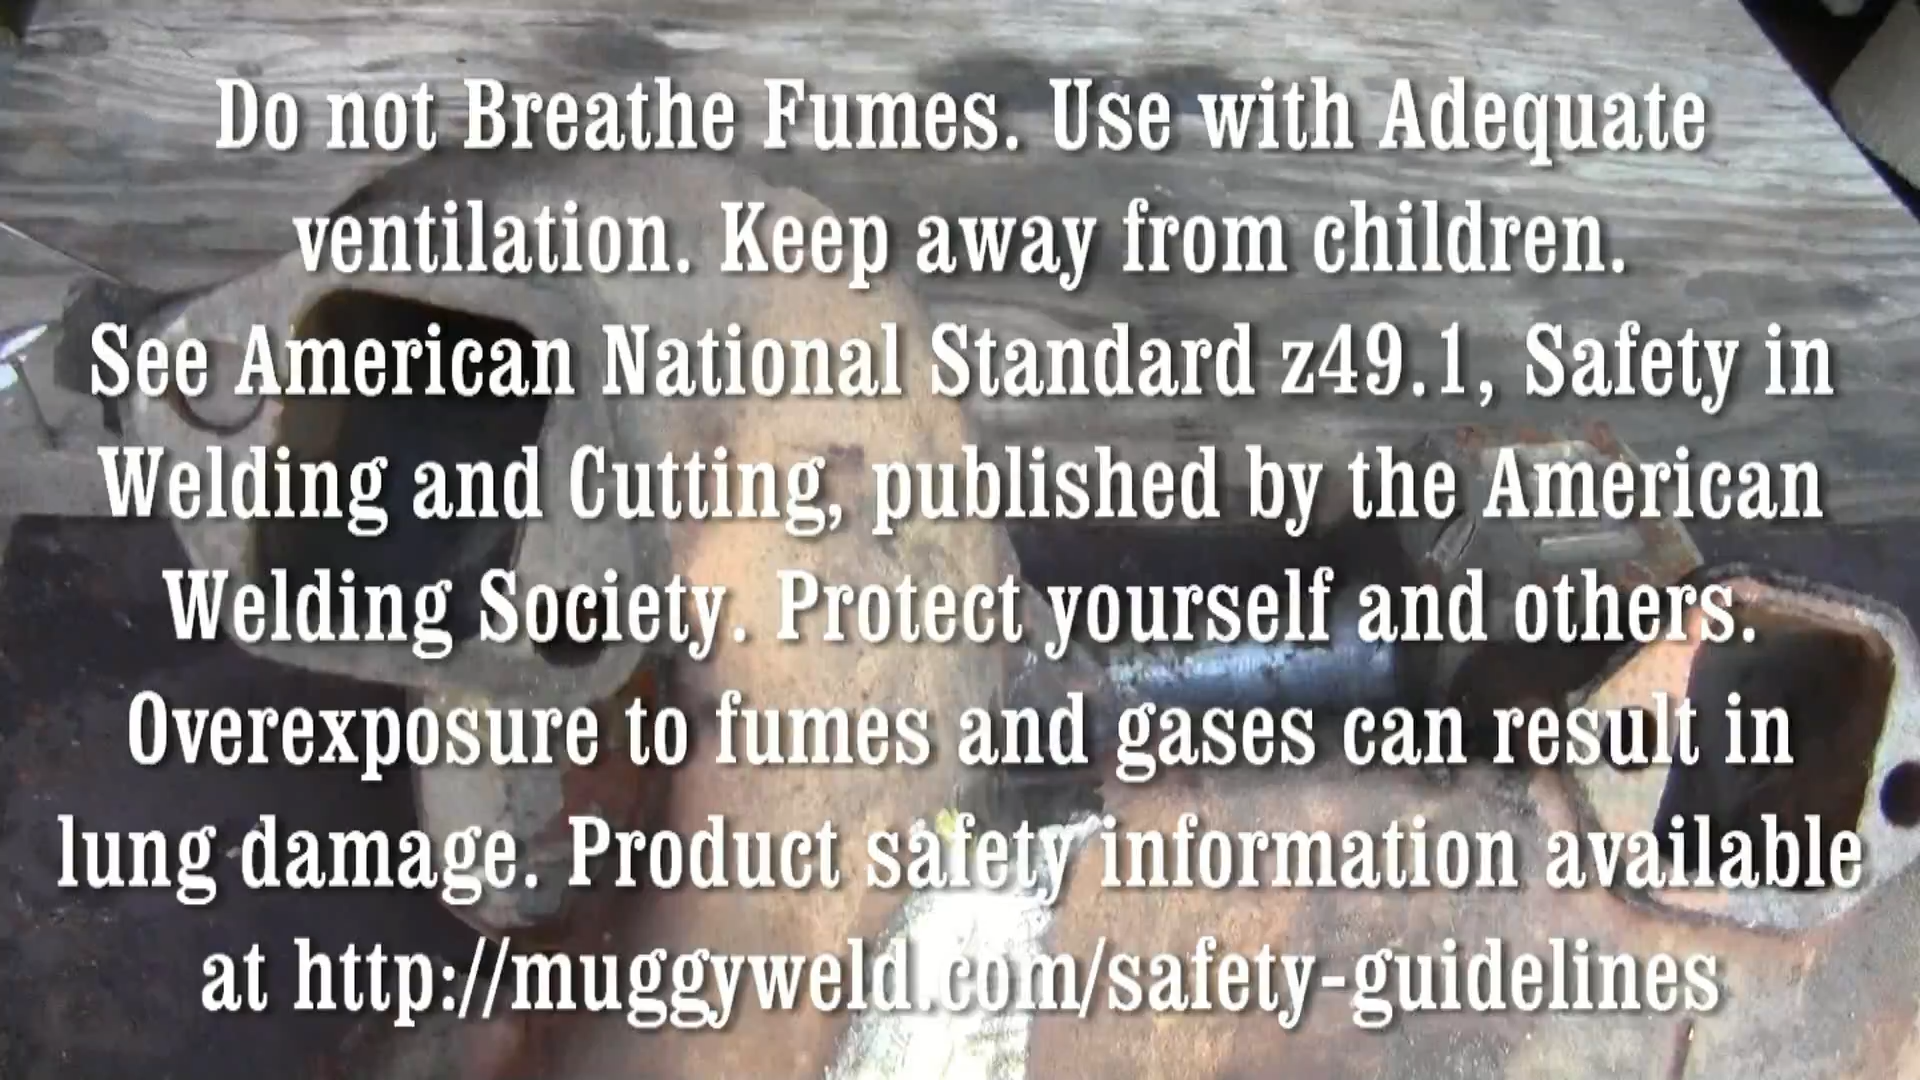 Do not Breathe Fumes. Use with Adequate
ventilation. Keep away from children.
See American National Standard z49.1, Safety in
Welding and Cutting, published by the American
Welding Society. Protect yourself and others.
Overexposure to fumes and gases can result in
lung damage. Product safety information available
at http://muggyweld.com/safety-guidelines